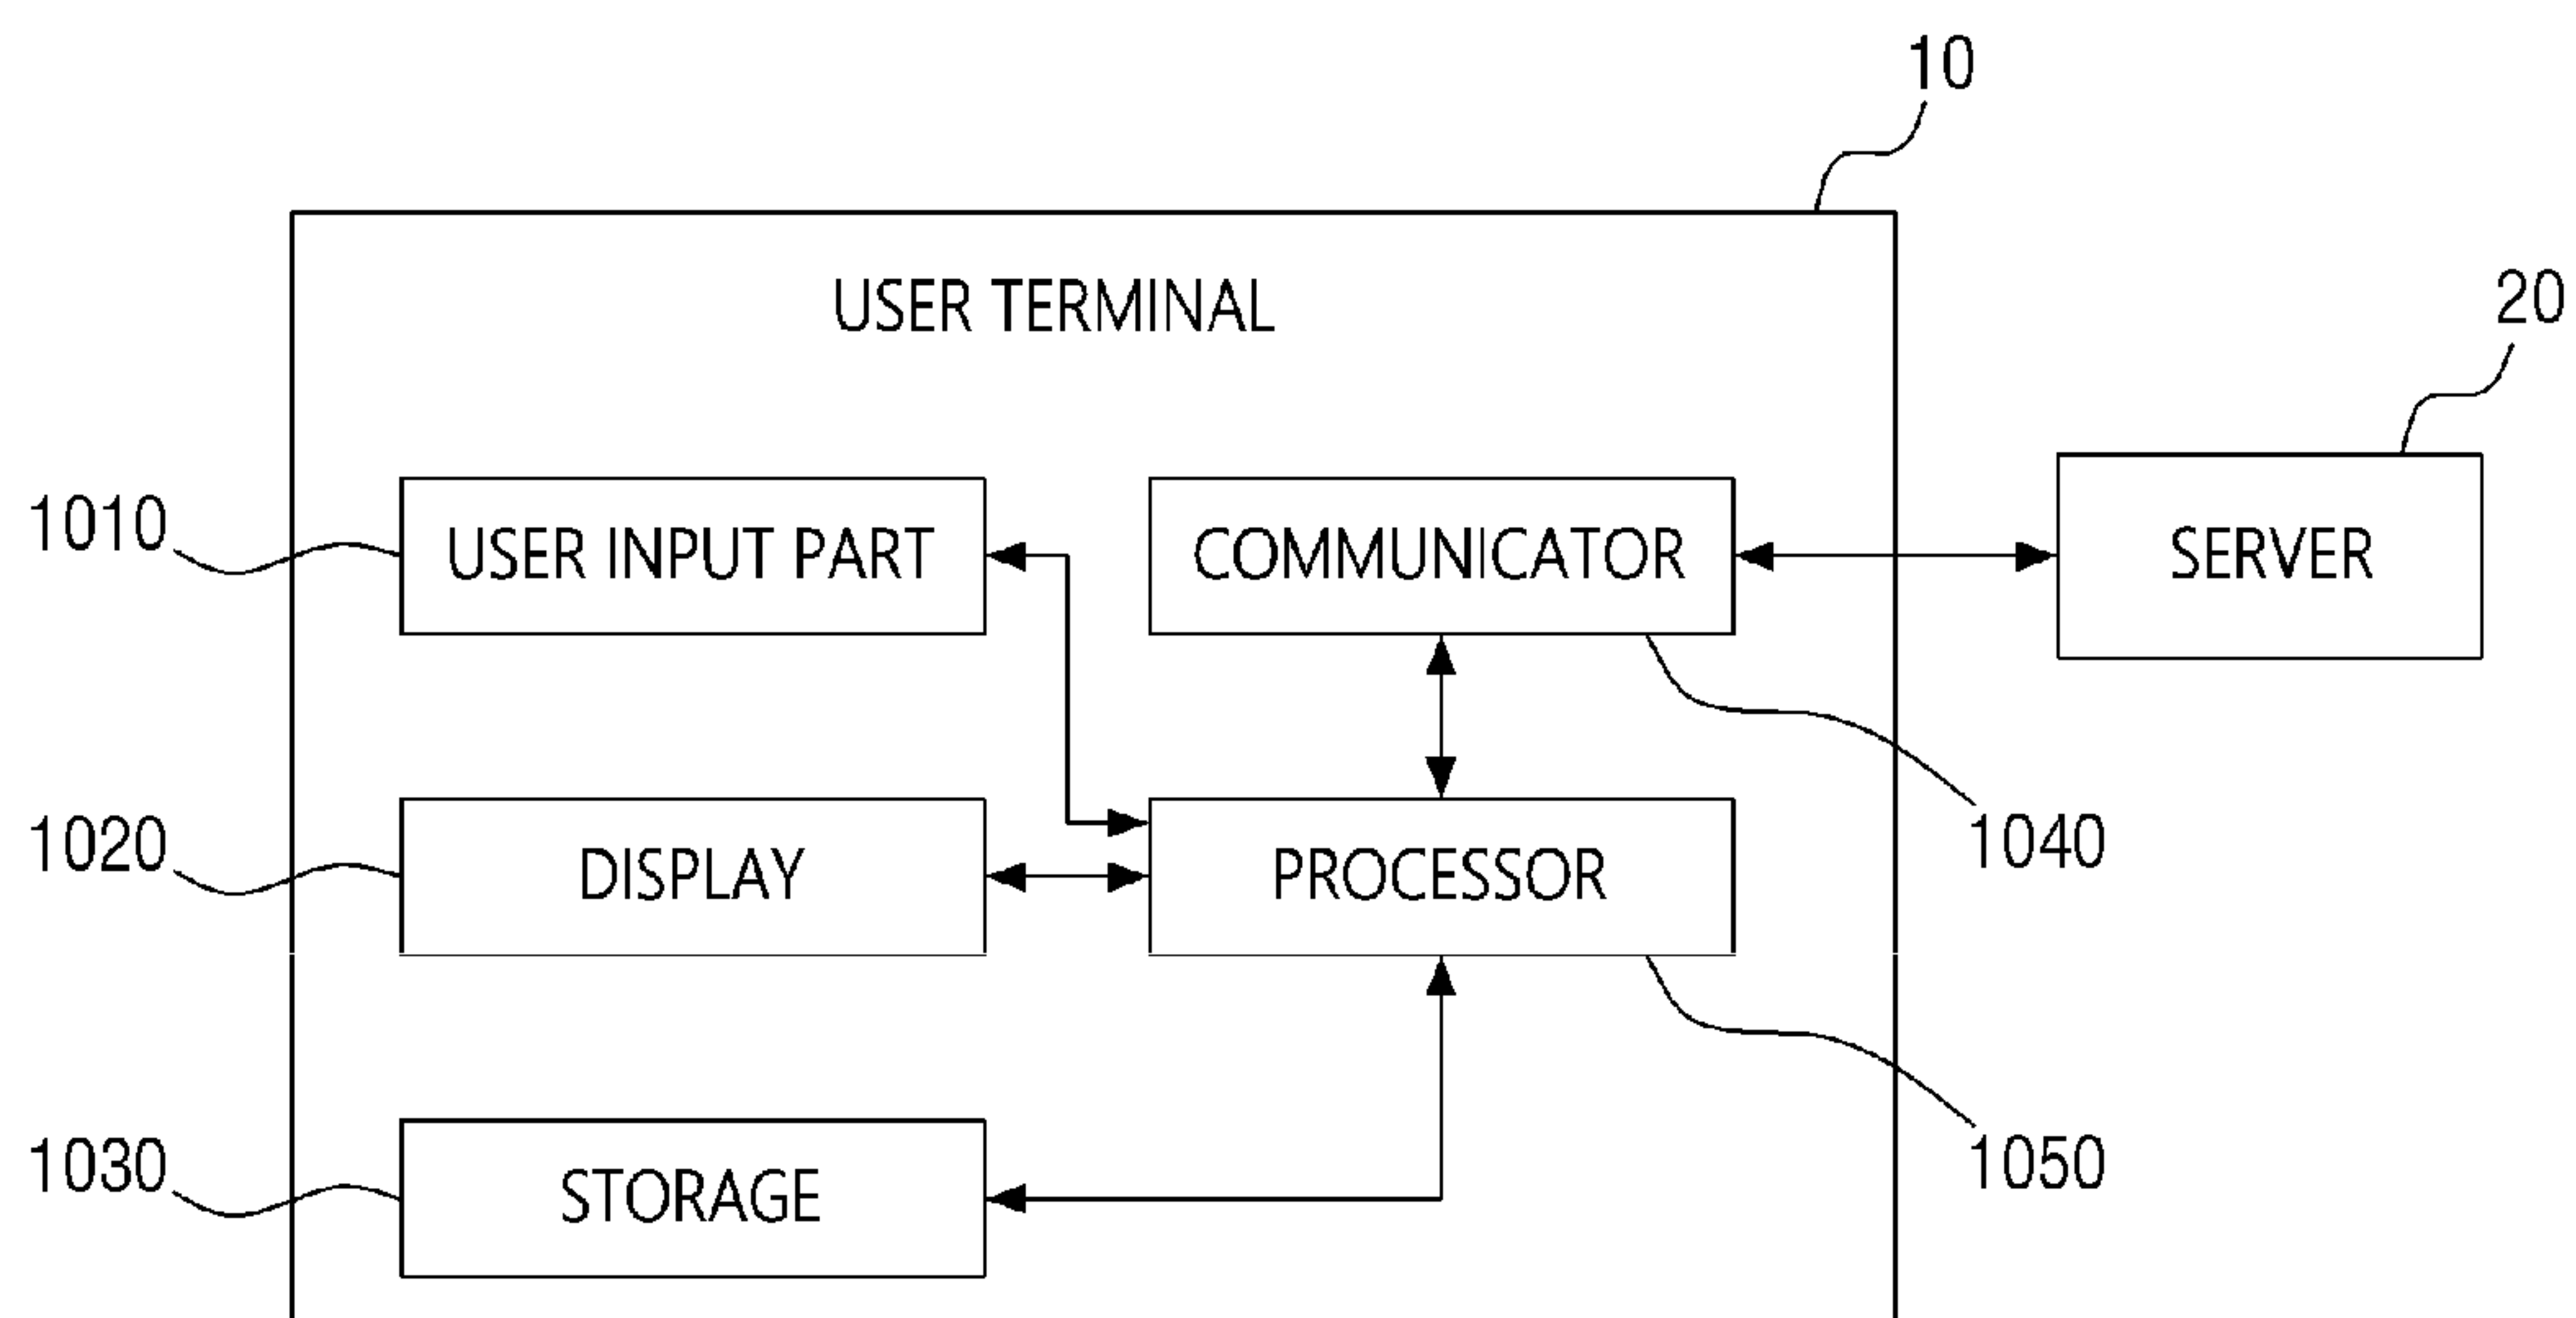 10
USER TERMINAL
20
1010
USER INPUT PART
COMMUNICATOR
SERVER
1020
DISPLAY
PROCESSOR
1040
1030
STORAGE
1050